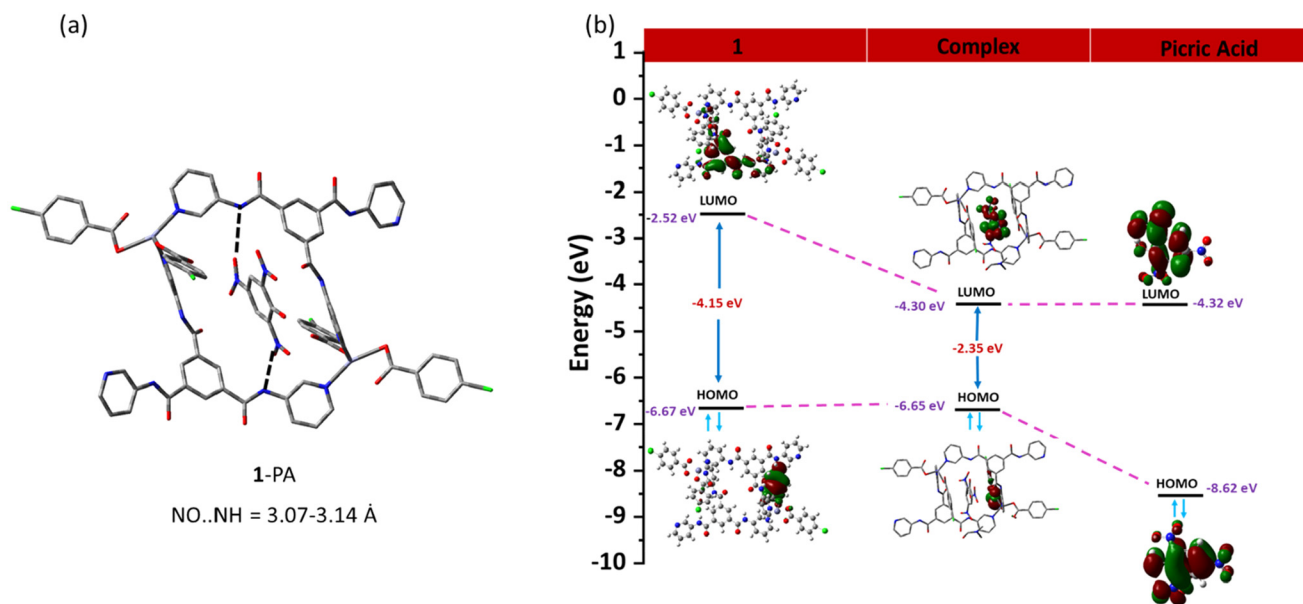 (a)
1-PA
NO..NH = 3.07-3.14 Å
(b)
1 Complex Picric Acid
Energy (eV)
1
0
-1
-2
-3
-4
-5
-6
-7
-8
-9
-10
LUMO
-2.52 eV
-4.15 eV
HOMO
-6.67 eV
LUMO
-4.30 eV
-2.35 eV
HOMO
-6.65 eV
LUMO
-4.32 eV
HOMO
-8.62 eV